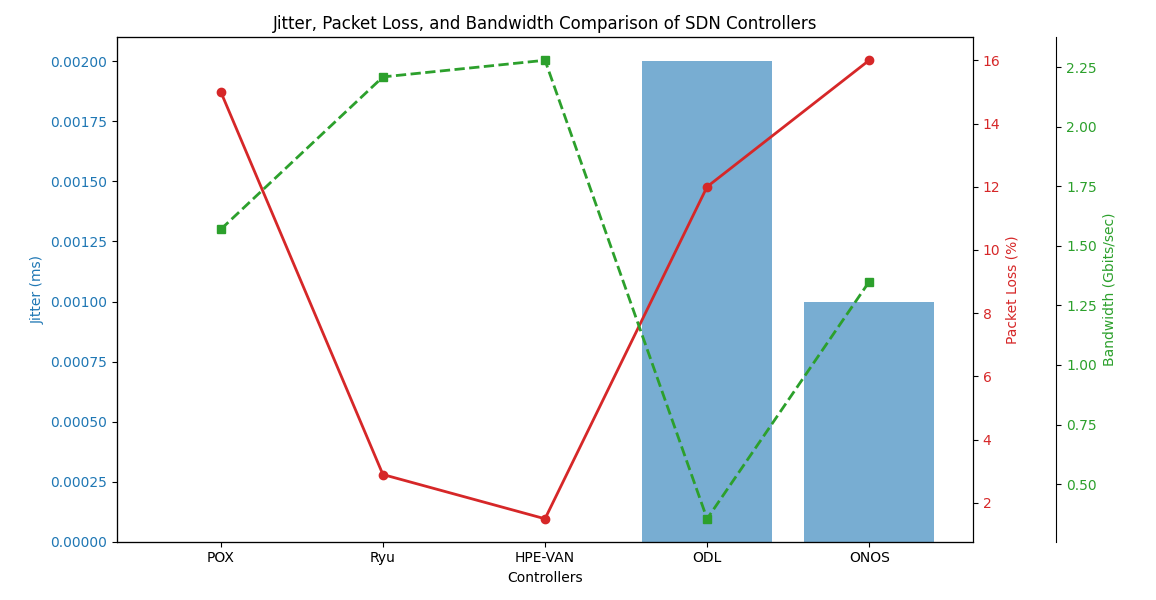 Jitter, Packet Loss, and Bandwidth Comparison of SDN Controllers
Jitter (ms)
0.00200
0.00175
0.00150
0.00125
0.00100
0.00075
0.00050
0.00025
0.00000
POX
Ryu
HPE-VAN
ODL
ONOS
Controllers
16
14
12
10
8
6
4
2
Packet Loss (%)
2.25
2.00
1.75
1.50
1.25
1.00
0.75
0.50
Bandwidth (Gbits/sec)